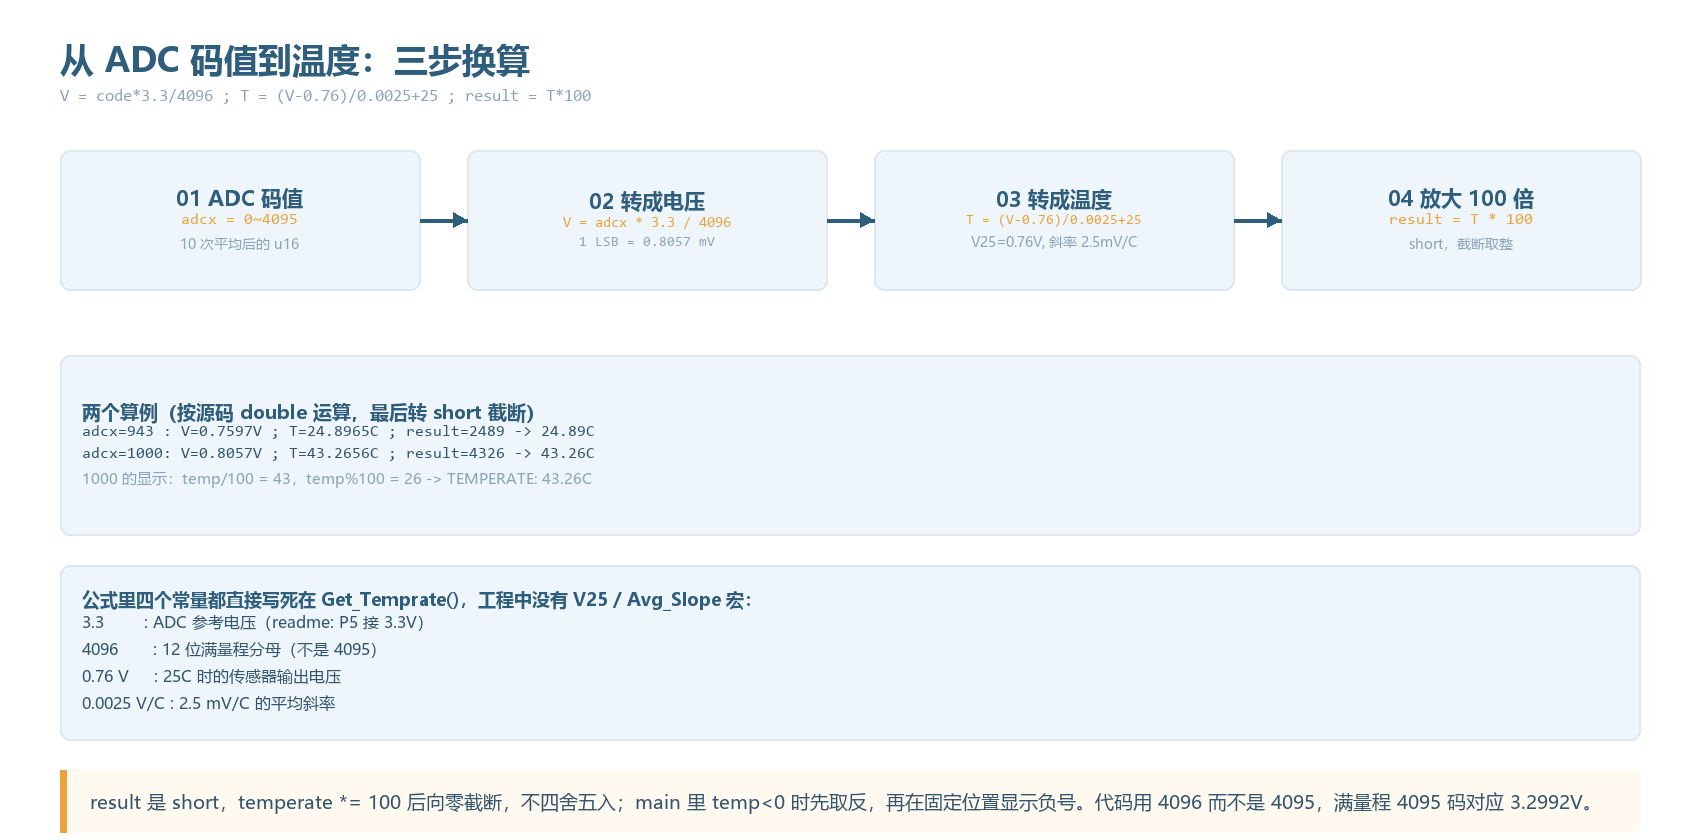 从 ADC 码值到温度：三步换算
V = code*3.3/4096 ; T = (V-0.76)/0.0025+25 ; result = T*100
01 ADC 码值
adcx = 0~4095
10 次平均后的 u16
02 转成电压
V = adcx * 3.3 / 4096
1 LSB = 0.8057 mV
03 转成温度
T = (V-0.76)/0.0025+25
V25=0.76V, 斜率 2.5mV/C
04 放大 100 倍
result = T * 100
short，截断取整
两个算例（按源码 double 运算，最后转 short 截断）
adcx=943 : V=0.7597V ; T=24.8965C ; result=2489 -> 24.89C
adcx=1000: V=0.8057V ; T=43.2656C ; result=4326 -> 43.26C
1000 的显示：temp/100 = 43，temp%100 = 26 -> TEMPERATE: 43.26C
公式里四个常量都直接写死在 Get_Temprate()，工程中没有 V25 / Avg_Slope 宏：
3.3 : ADC 参考电压（readme: P5 接 3.3V）
4096 : 12 位满量程分母（不是 4095）
0.76 V : 25C 时的传感器输出电压
0.0025 V/C : 2.5 mV/C 的平均斜率
result 是 short，temperate *= 100 后向零截断，不四舍五入；main 里 temp<0 时先取反，再在固定位置显示负号。代码用 4096 而不是 4095，满量程 4095 码对应 3.2992V。